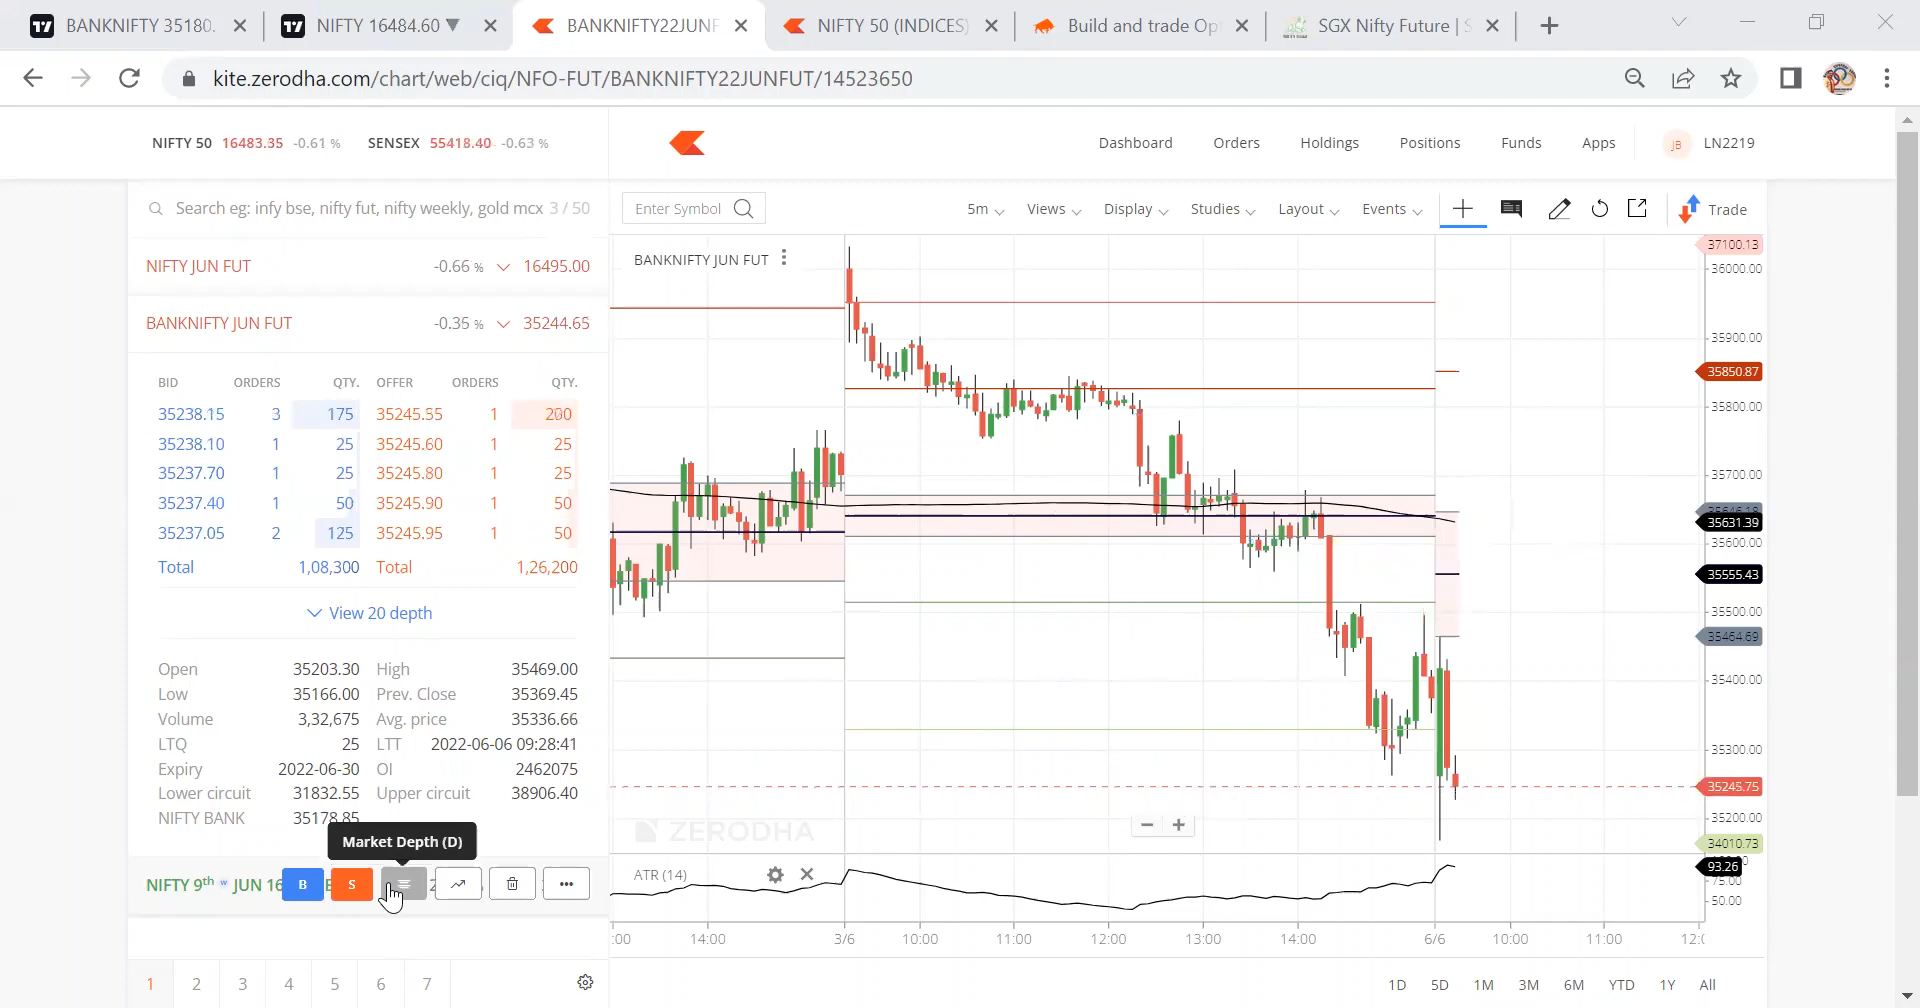 BANKNIFTY 35180.
NIFTY 16484.60 ▼
BANKNIFTY22JUNF
NIFTY 50 (INDICES)
Build and trade Op
SGX Nifty Future | S
kite.zerodha.com/chart/web/ciq/NFO-FUT/BANKNIFTY22JUNFUT/14523650
NIFTY 50 16483.35 -0.61 % SENSEX 55418.40 -0.63 %
Dashboard Orders Holdings Positions Funds Apps JB LN2219
Search eg: infy bse, nifty fut, nifty weekly, gold mcx 3 / 50
NIFTY JUN FUT -0.66 % 16495.00
BANKNIFTY JUN FUT -0.35 % 35244.65
BID ORDERS QTY. OFFER ORDERS QTY.
35238.15 3 175 35245.55 1 200
35238.10 1 25 35245.60 1 25
35237.70 1 25 35245.80 1 25
35237.40 1 50 35245.90 1 50
35237.05 2 125 35245.95 1 50
Total 1,08,300 Total 1,26,200
View 20 depth
Open 35203.30 High 35469.00
Low 35166.00 Prev. Close 35369.45
Volume 3,32,675 Avg. price 35336.66
LTQ 25 LTT 2022-06-06 09:28:41
Expiry 2022-06-30 OI 2462075
Lower circuit 31832.55 Upper circuit 38906.40
NIFTY BANK 35178.85
Market Depth (D)
NIFTY 9th w JUN 16 B S
1 2 3 4 5 6 7
Enter Symbol
5m Views Display Studies Layout Events Trade
BANKNIFTY JUN FUT
37100.13
36000.00
35900.00
35850.87
35800.00
35700.00
35631.39
35600.00
35555.43
35500.00
35464.69
35400.00
35300.00
35245.75
35200.00
34010.73
ZERODHA
ATR (14)
93.26
75.00
50.00
:00 14:00 3/6 10:00 11:00 12:00 13:00 14:00 6/6 10:00 11:00 12:(
1D 5D 1M 3M 6M YTD 1Y All